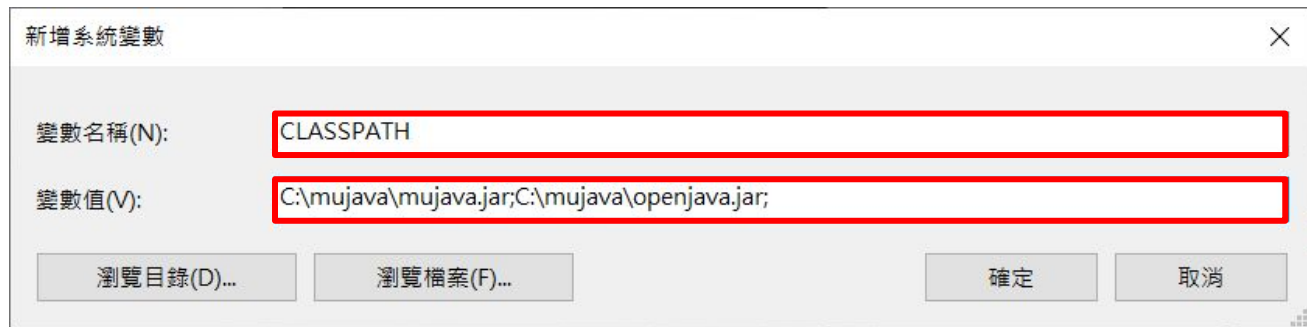 新增系統變數
變數名稱(N): CLASSPATH
變數值(V): C:\mujava\mujava.jar;C:\mujava\openjava.jar;
瀏覽目錄(D)... 瀏覽檔案(F)... 確定 取消